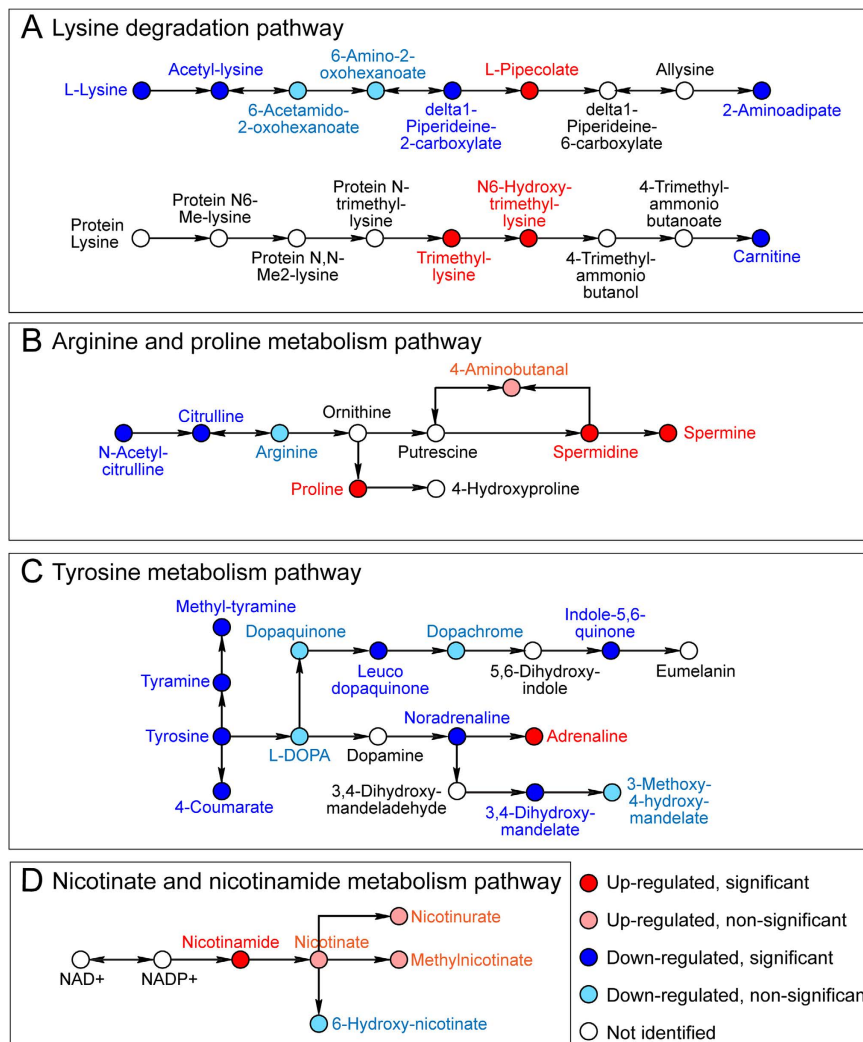 A Lysine degradation pathway
6-Amino-2-
oxohexanoate
Acetyl-lysine
L-Pipecolate
Allysine
L-Lysine
6-Acetamido-
2-oxohexanoate
delta1-
Piperideine-
2-carboxylate
delta1-
Piperideine-
6-carboxylate
2-Aminoadipate
Protein N6-
Me-lysine
Protein N-
trimethyl-
lysine
N6-Hydroxy-
trimethyl-
lysine
4-Trimethyl-
ammonio
butanoate
Protein
Lysine
Protein N,N-
Me2-lysine
Trimethyl-
lysine
4-Trimethyl-
ammonio
butanol
Carnitine
B Arginine and proline metabolism pathway
4-Aminobutanal
Citrulline
Ornithine
N-Acetyl-
citrulline
Arginine
Putrescine
Spermidine
Spermine
Proline
4-Hydroxyproline
C Tyrosine metabolism pathway
Methyl-tyramine
Dopaquinone
Dopachrome
Indole-5,6-
quinone
Leuco
dopaquinone
5,6-Dihydroxy-
indole
Eumelanin
Tyramine
Noradrenaline
Tyrosine
L-DOPA
Dopamine
Adrenaline
4-Coumarate
3,4-Dihydroxy-
mandeladehyde
3,4-Dihydroxy-
mandelate
3-Methoxy-
4-hydroxy-
mandelate
D Nicotinate and nicotinamide metabolism pathway
Nicotinurate
Nicotinamide
Nicotinate
Methylnicotinate
NAD+
NADP+
6-Hydroxy-nicotinate
Up-regulated, significant
Up-regulated, non-significant
Down-regulated, significant
Down-regulated, non-significant
Not identified